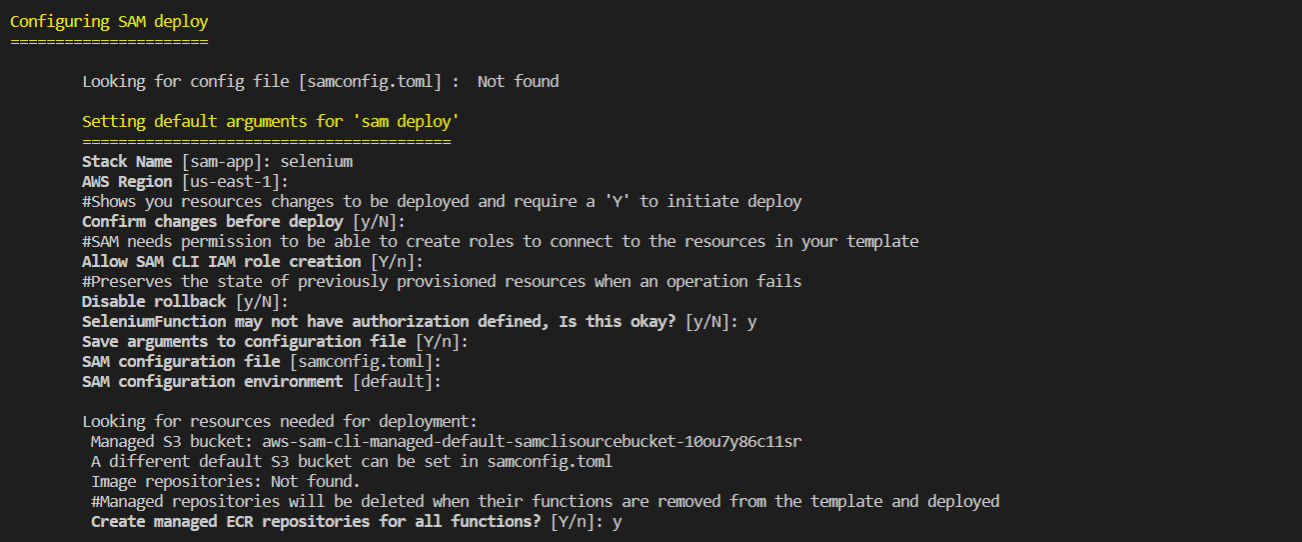 Configuring SAM deploy
======================
Looking for config file [samconfig.toml] :  Not found
Setting default arguments for 'sam deploy'
=========================================
Stack Name [sam-app]: selenium
AWS Region [us-east-1]:
#Shows you resources changes to be deployed and require a 'Y' to initiate deploy
Confirm changes before deploy [y/N]:
#SAM needs permission to be able to create roles to connect to the resources in your template
Allow SAM CLI IAM role creation [Y/n]:
#Preserves the state of previously provisioned resources when an operation fails
Disable rollback [y/N]:
SeleniumFunction may not have authorization defined, Is this okay? [y/N]: y
Save arguments to configuration file [Y/n]:
SAM configuration file [samconfig.toml]:
SAM configuration environment [default]:
Looking for resources needed for deployment:
Managed S3 bucket: aws-sam-cli-managed-default-samclisourcebucket-10ou7y86c11sr
A different default S3 bucket can be set in samconfig.toml
Image repositories: Not found.
#Managed repositories will be deleted when their functions are removed from the template and deployed
Create managed ECR repositories for all functions? [Y/n]: y